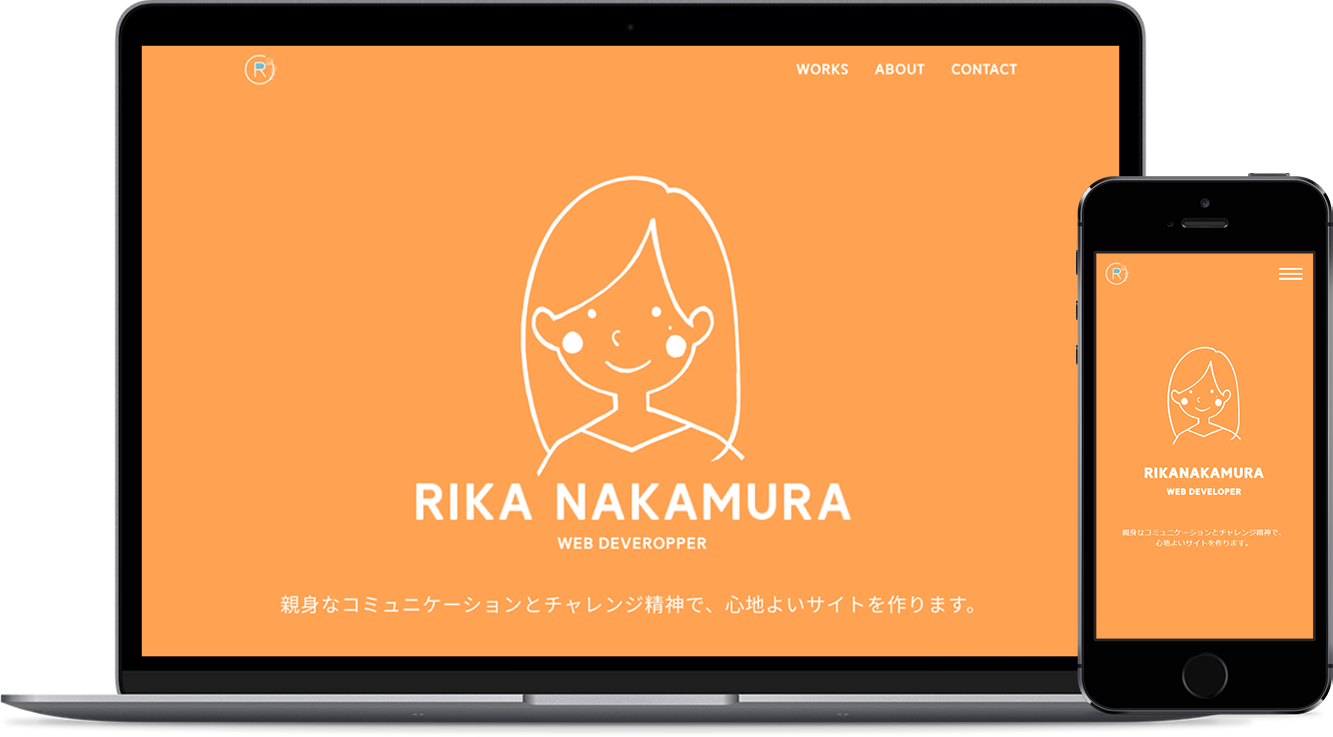 R
WORKS ABOUT CONTACT
RIKA NAKAMURA
WEB DEVEROPPER
親身なコミュニケーションとチャレンジ精神で、心地よいサイトを作ります。
R
RIKANAKAMURA
WEB DEVELOPER
親身なコミュニケーションとチャレンジ精神で、
心地よいサイトを作ります。